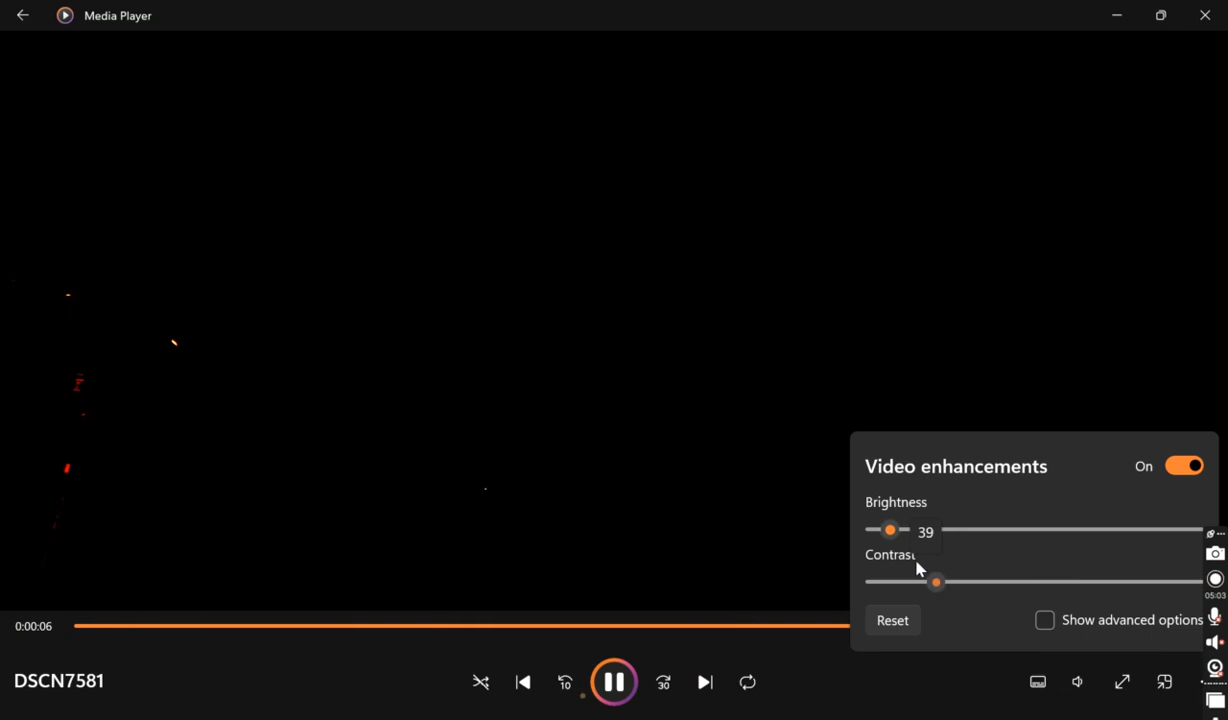 Media Player
Video enhancements
On
Brightness
39
Contrast
Reset
Show advanced options
05:03
0:00:06
DSCN7581
10
30